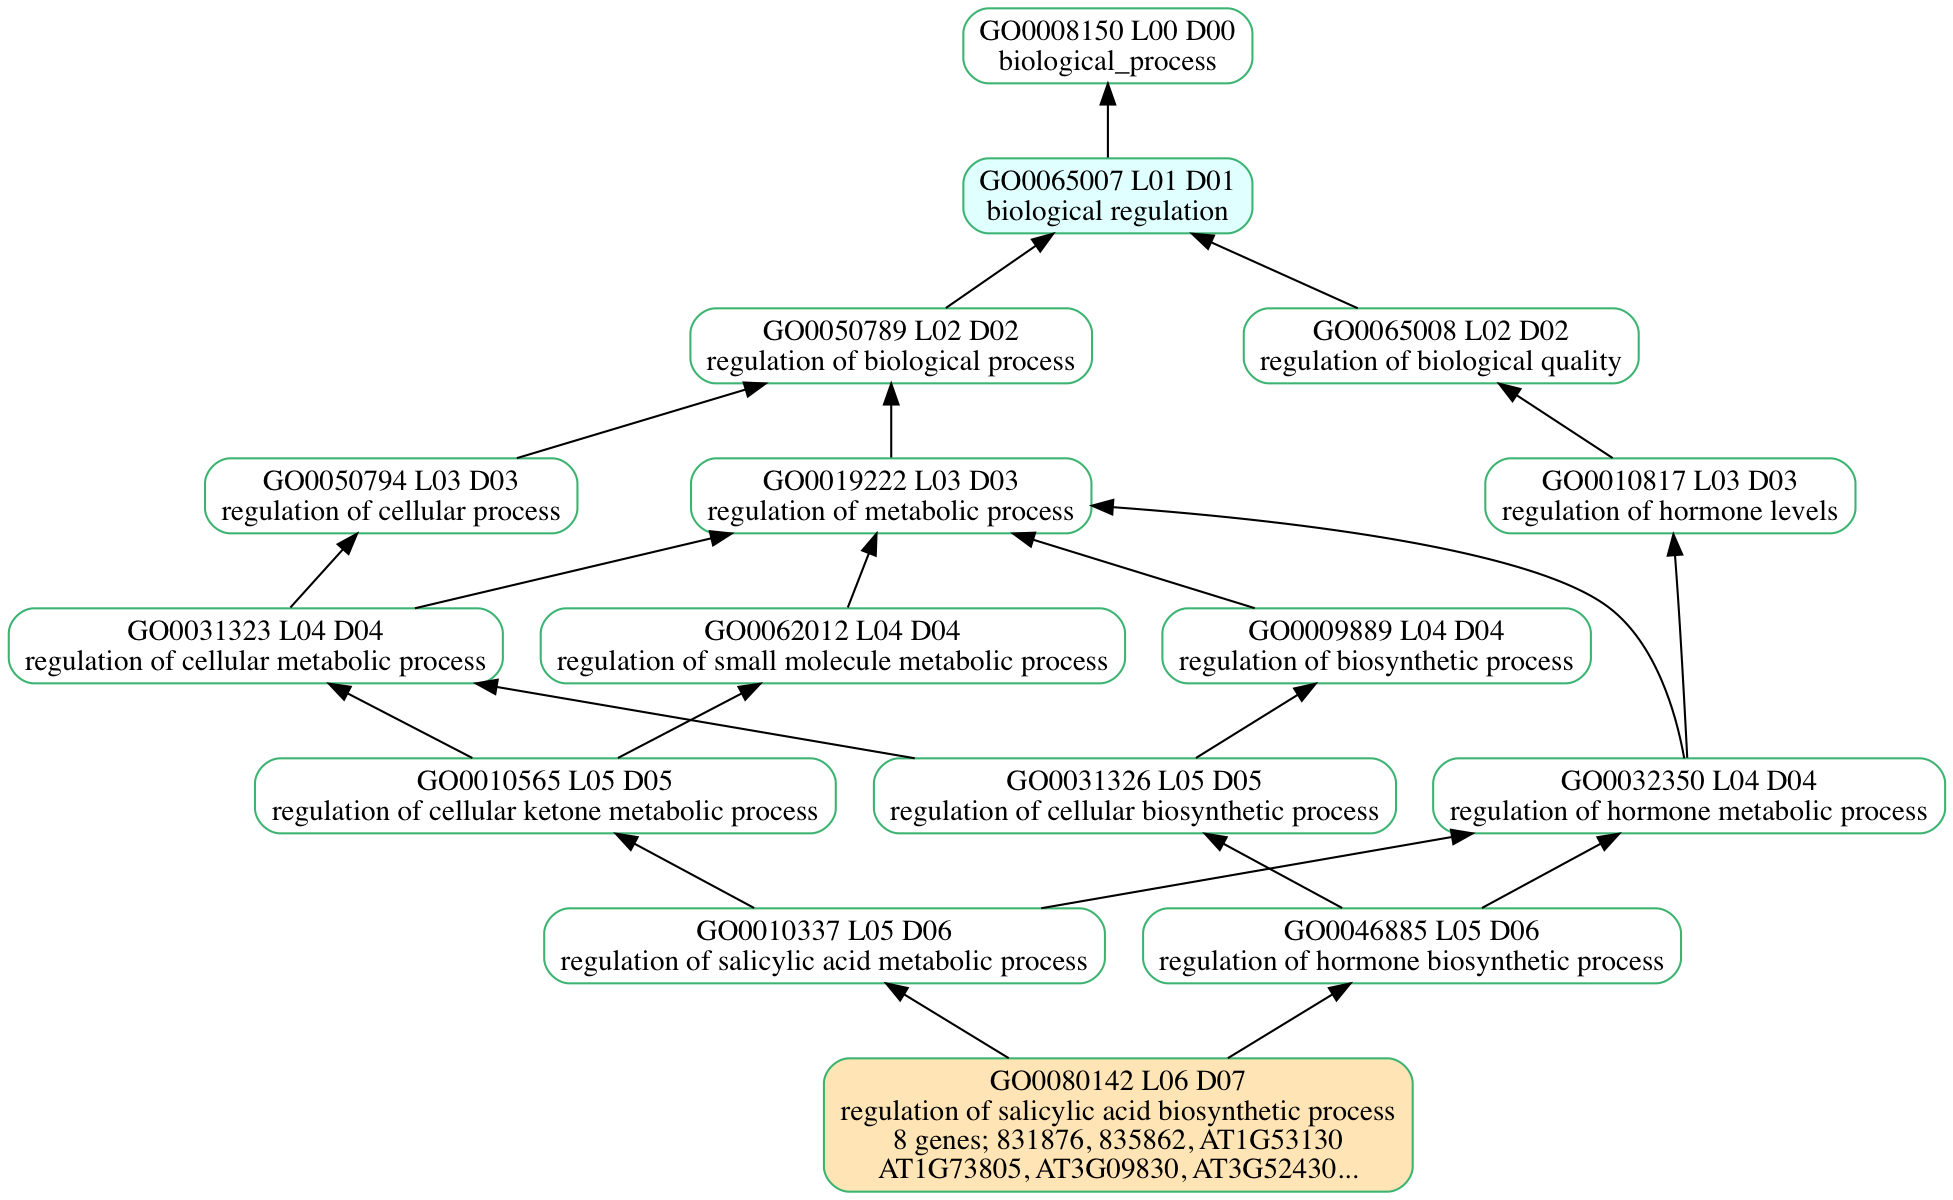 GO0008150 L00 D00
biological_process
GO0065007 L01 D01
biological regulation
GO0050789 L02 D02
regulation of biological process
GO0065008 L02 D02
regulation of biological quality
GO0050794 L03 D03
regulation of cellular process
GO0019222 L03 D03
regulation of metabolic process
GO0010817 L03 D03
regulation of hormone levels
GO0031323 L04 D04
regulation of cellular metabolic process
GO0062012 L04 D04
regulation of small molecule metabolic process
GO0009889 L04 D04
regulation of biosynthetic process
GO0010565 L05 D05
regulation of cellular ketone metabolic process
GO0031326 L05 D05
regulation of cellular biosynthetic process
GO0032350 L04 D04
regulation of hormone metabolic process
GO0010337 L05 D06
regulation of salicylic acid metabolic process
GO0046885 L05 D06
regulation of hormone biosynthetic process
GO0080142 L06 D07
regulation of salicylic acid biosynthetic process
8 genes; 831876, 835862, AT1G53130
AT1G73805, AT3G09830, AT3G52430...